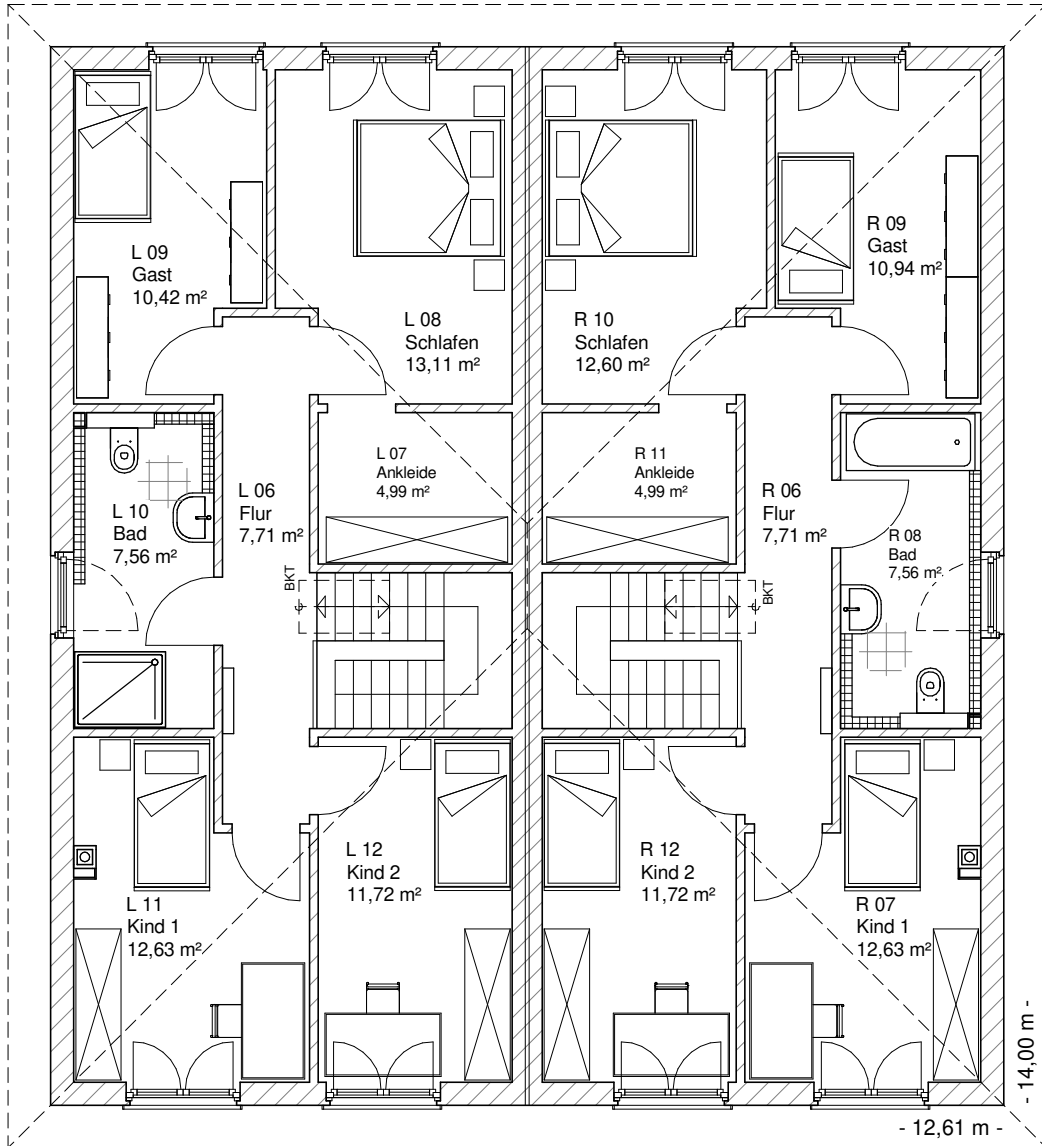 L 09
Gast
10,42 m²
L 08
Schlafen
13,11 m²
R 10
Schlafen
12,60 m²
R 09
Gast
10,94 m²
L 10
Bad
7,56 m²
L 06
Flur
7,71 m²
L 07
Ankleide
4,99 m²
R 11
Ankleide
4,99 m²
R 06
Flur
7,71 m²
R 08
Bad
7,56 m²
BKT
BKT
L 11
Kind 1
12,63 m²
L 12
Kind 2
11,72 m²
R 12
Kind 2
11,72 m²
R 07
Kind 1
12,63 m²
- 14,00 m -
- 12,61 m -